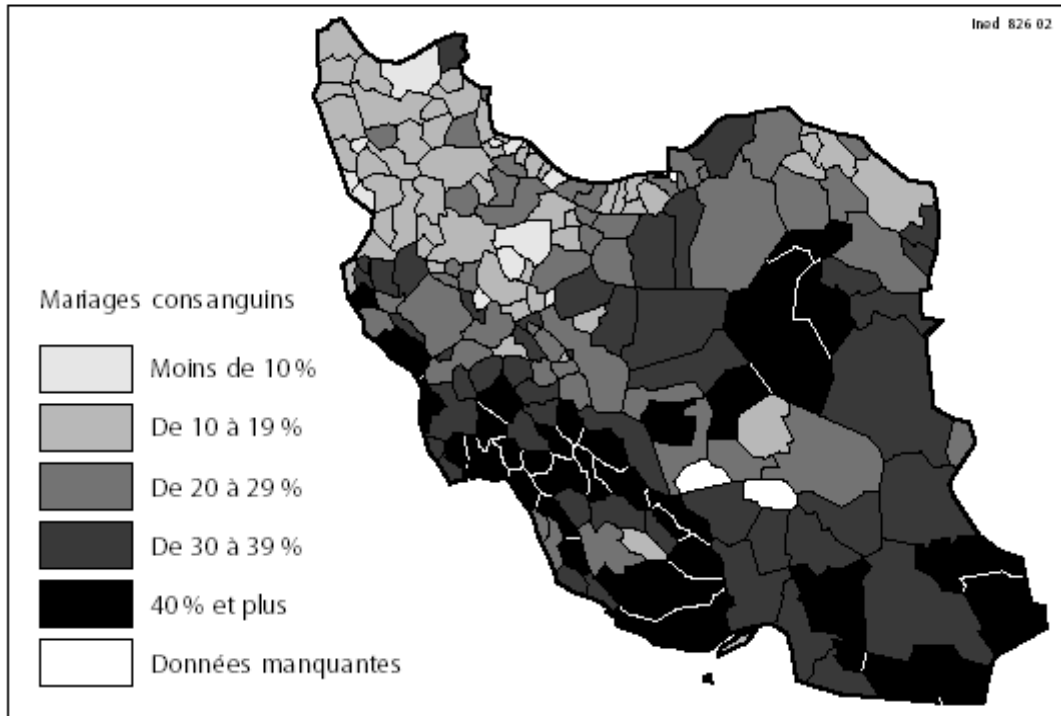 Ined 826 02
Mariages consanguins
Moins de 10 %
De 10 à 19 %
De 20 à 29 %
De 30 à 39 %
40 % et plus
Données manquantes